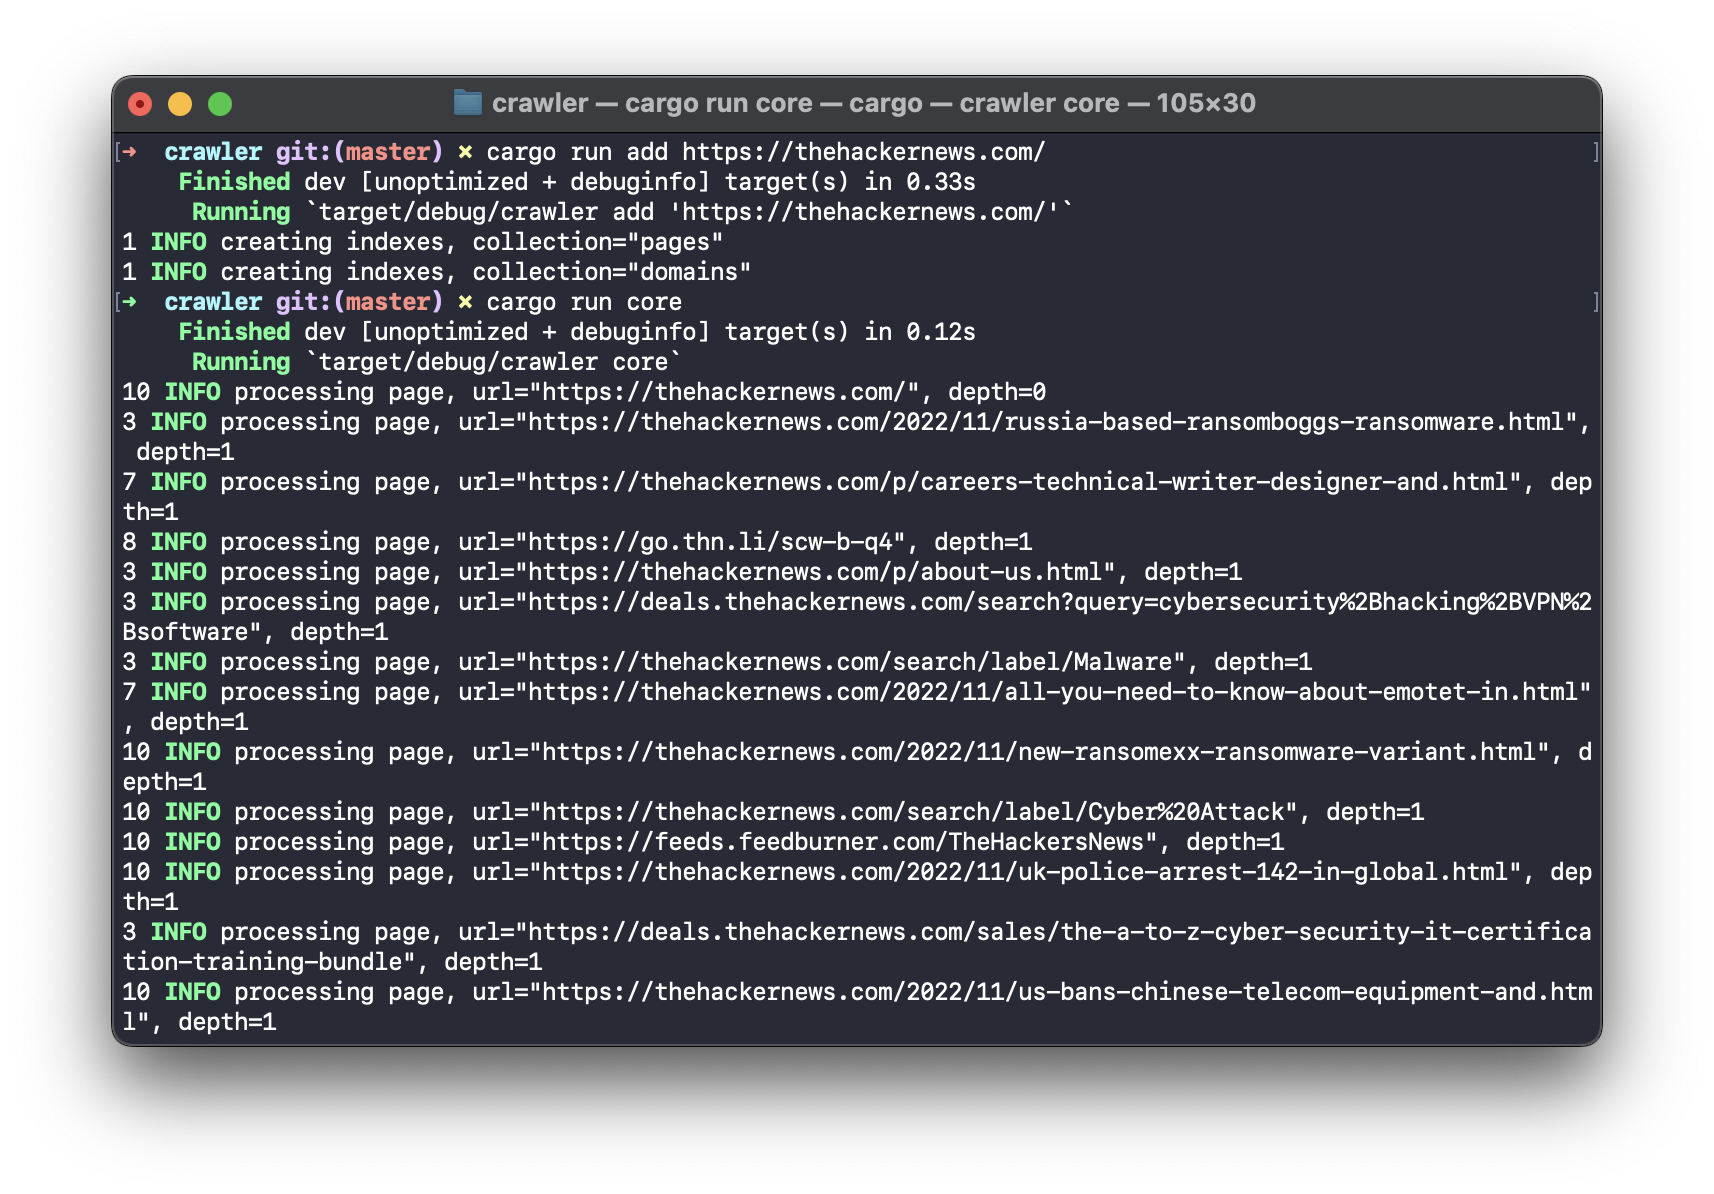 crawler — cargo run core — cargo — crawler core — 105×30
[➜  crawler git:(master) ✗ cargo run add https://thehackernews.com/ ]
    Finished dev [unoptimized + debuginfo] target(s) in 0.33s
     Running `target/debug/crawler add 'https://thehackernews.com/'`
1 INFO creating indexes, collection="pages"
1 INFO creating indexes, collection="domains"
[➜  crawler git:(master) ✗ cargo run core ]
    Finished dev [unoptimized + debuginfo] target(s) in 0.12s
     Running `target/debug/crawler core`
10 INFO processing page, url="https://thehackernews.com/", depth=0
3 INFO processing page, url="https://thehackernews.com/2022/11/russia-based-ransomboggs-ransomware.html",
 depth=1
7 INFO processing page, url="https://thehackernews.com/p/careers-technical-writer-designer-and.html", dep
th=1
8 INFO processing page, url="https://go.thn.li/scw-b-q4", depth=1
3 INFO processing page, url="https://thehackernews.com/p/about-us.html", depth=1
3 INFO processing page, url="https://deals.thehackernews.com/search?query=cybersecurity%2Bhacking%2BVPN%2
Bsoftware", depth=1
3 INFO processing page, url="https://thehackernews.com/search/label/Malware", depth=1
7 INFO processing page, url="https://thehackernews.com/2022/11/all-you-need-to-know-about-emotet-in.html"
, depth=1
10 INFO processing page, url="https://thehackernews.com/2022/11/new-ransomexx-ransomware-variant.html", d
epth=1
10 INFO processing page, url="https://thehackernews.com/search/label/Cyber%20Attack", depth=1
10 INFO processing page, url="https://feeds.feedburner.com/TheHackersNews", depth=1
10 INFO processing page, url="https://thehackernews.com/2022/11/uk-police-arrest-142-in-global.html", dep
th=1
3 INFO processing page, url="https://deals.thehackernews.com/sales/the-a-to-z-cyber-security-it-certifica
tion-training-bundle", depth=1
10 INFO processing page, url="https://thehackernews.com/2022/11/us-bans-chinese-telecom-equipment-and.htm
l", depth=1